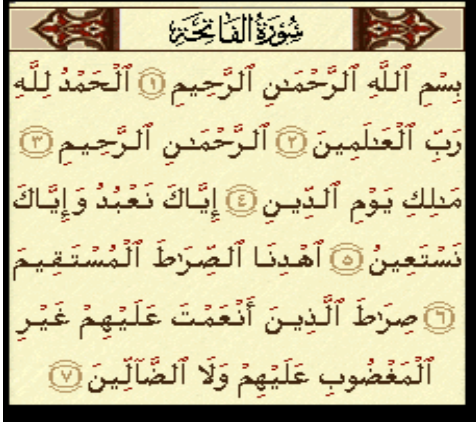 سُورَةُ الفَاتِحَةِ
بِسْمِ ٱللَّهِ ٱلرَّحْمَٰنِ ٱلرَّحِيمِ ١ ٱلْحَمْدُ لِلَّهِ
رَبِّ ٱلْعَٰلَمِينَ ٢ ٱلرَّحْمَٰنِ ٱلرَّحِيمِ ٣
مَٰلِكِ يَوْمِ ٱلدِّينِ ٤ إِيَّاكَ نَعْبُدُ وَإِيَّاكَ
نَسْتَعِينُ ٥ ٱهْدِنَا ٱلصِّرَٰطَ ٱلْمُسْتَقِيمَ
٦ صِرَٰطَ ٱلَّذِينَ أَنْعَمْتَ عَلَيْهِمْ غَيْرِ
ٱلْمَغْضُوبِ عَلَيْهِمْ وَلَا ٱلضَّآلِّينَ ٧